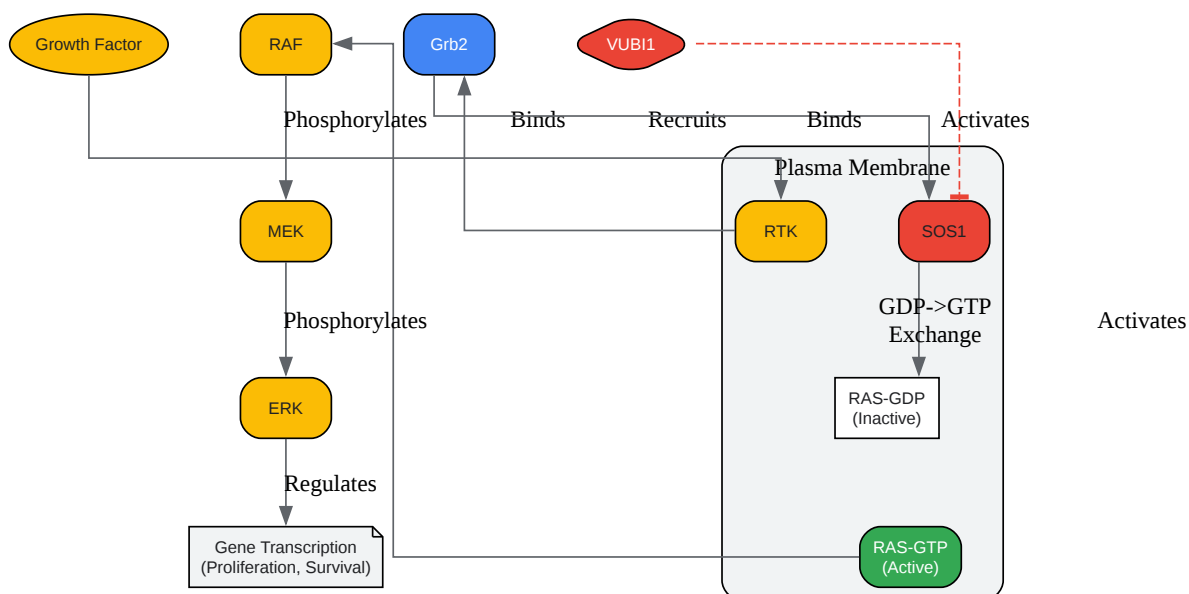 Growth Factor
RAF
Grb2
VUBI1
Phosphorylates
Binds
Recruits
Binds
Activates
Plasma Membrane
MEK
RTK
SOS1
Phosphorylates
GDP->GTP
Exchange
Activates
ERK
RAS-GDP
(Inactive)
Regulates
Gene Transcription
(Proliferation, Survival)
RAS-GTP
(Active)